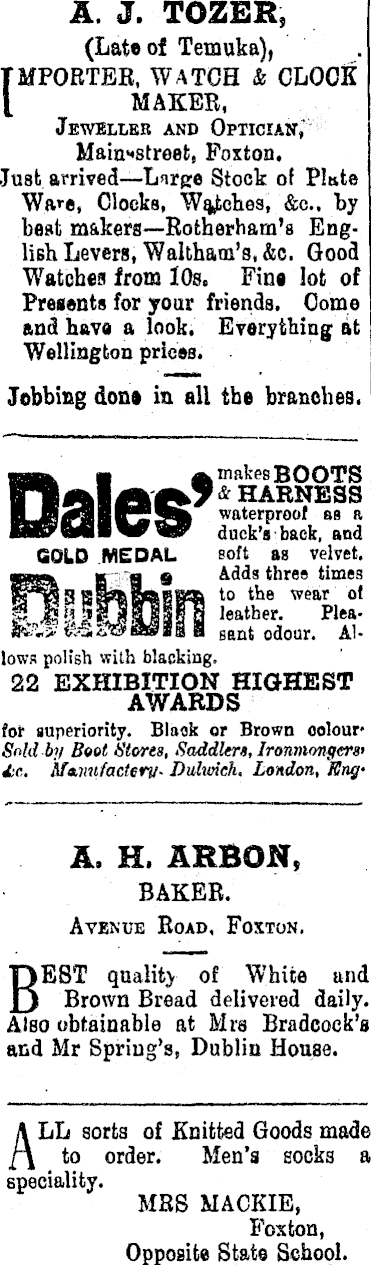 A. J. TOZER,
(Late of Temuka),
IMPORTER, WATCH & CLOCK
MAKER,
JEWELLER AND OPTICIAN,
Main-street, Foxton.
Just arrived—Large Stock of Plate
Ware, Clocks, Watches, &c., by
best makers—Rotherham's Eng-
lish Levers, Waltham's, &c. Good
Watches from 10s. Fine lot of
Presents for your friends. Come
and have a look. Everything at
Wellington prices.
Jobbing done in all the branches.
Dales'
GOLD MEDAL
Dubbin
makes BOOTS
& HARNESS
waterproof as a
duck's back, and
soft as velvet.
Adds three times
to the wear of
leather. Plea-
sant odour. Al-
lows polish with blacking.
22 EXHIBITION HIGHEST
AWARDS
for superiority. Black or Brown colour.
Sold by Boot Stores, Saddlers, Ironmongers,
&c. Manufactery- Dulwich, London, Eng.
A. H. ARBON,
BAKER.
AVENUE ROAD, FOXTON.
BEST quality of White and
Brown Bread delivered daily.
Also obtainable at Mrs Bradcock's
and Mr Spring's, Dublin House.
ALL sorts of Knitted Goods made
to order. Men's socks a
speciality.
MRS MACKIE,
Foxton,
Opposite State School.